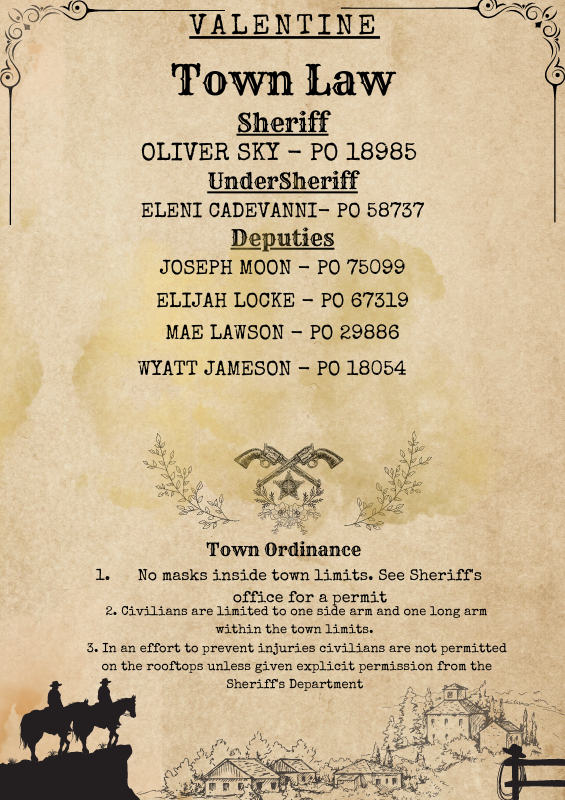 VALENTINE
Town Law
Sheriff
OLIVER SKY - PO 18985
UnderSheriff
ELENI CADEVANNI- PO 58737
Deputies
JOSEPH MOON - PO 75099
ELIJAH LOCKE - PO 67319
MAE LAWSON - PO 29886
WYATT JAMESON - PO 18054
Town Ordinance
1. No masks inside town limits. See Sheriff's
office for a permit
2. Civilians are limited to one side arm and one long arm
within the town limits.
3. In an effort to prevent injuries civilians are not permitted
on the rooftops unless given explicit permission from the
Sheriff's Department